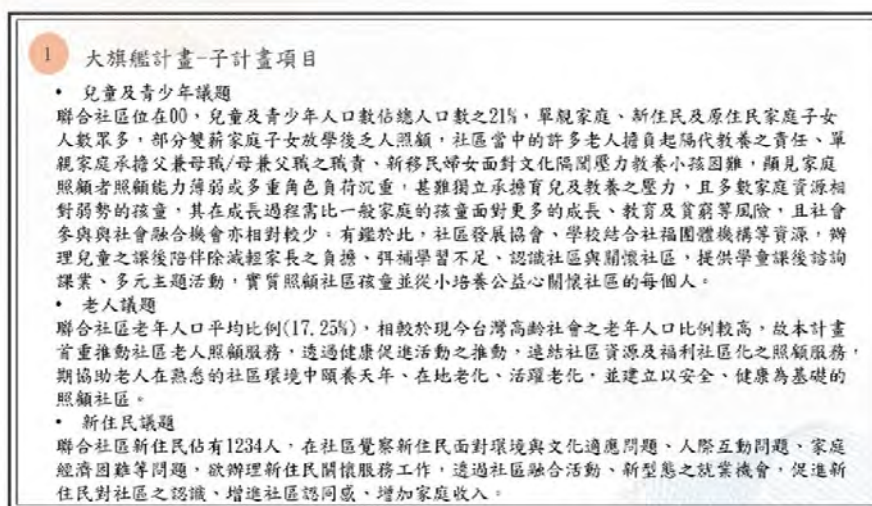 1 大旗艦計畫-子計畫項目
• 兒童及青少年議題
聯合社區位在00，兒童及青少年人口數佔總人口數之21%，單親家庭、新住民及原住民家庭子女
人數眾多，部分雙薪家庭子女放學後乏人照顧，社區當中的許多老人擔負起隔代教養之責任、單
親家庭承擔父兼母職/母兼父職之職責、新移民婦女面對文化隔閡壓力教養小孩困難，顯見家庭
照顧者照顧能力薄弱或多重角色負荷沉重，甚難獨立承擔育兒及教養之壓力，且多數家庭資源相
對弱勢的孩童，其在成長過程需比一般家庭的孩童面對更多的成長、教育及貧窮等風險，且社會
參與與社會融合機會亦相對較少。有鑑於此，社區發展協會、學校結合社福團體機構等資源，辦
理兒童之課後陪伴除減輕家長之負擔、弭補學習不足、認識社區與關懷社區，提供學童課後諮詢
課業、多元主題活動，實質照顧社區孩童並從小培養公益心關懷社區的每個人。
• 老人議題
聯合社區老年人口平均比例(17.25%)，相較於現今台灣高齡社會之老年人口比例較高，故本計畫
首重推動社區老人照顧服務，透過健康促進活動之推動，連結社區資源及福利社區化之照顧服務，
期協助老人在熟悉的社區環境中頤養天年、在地老化、活躍老化，並建立以安全、健康為基礎的
照顧社區。
• 新住民議題
聯合社區新住民佔有1234人，在社區覺察新住民面對環境與文化適應問題、人際互動問題、家庭
經濟困難等問題，欲辦理新住民關懷服務工作，透過社區融合活動、新型態之就業機會，促進新
住民對社區之認識、增進社區認同感、增加家庭收入。